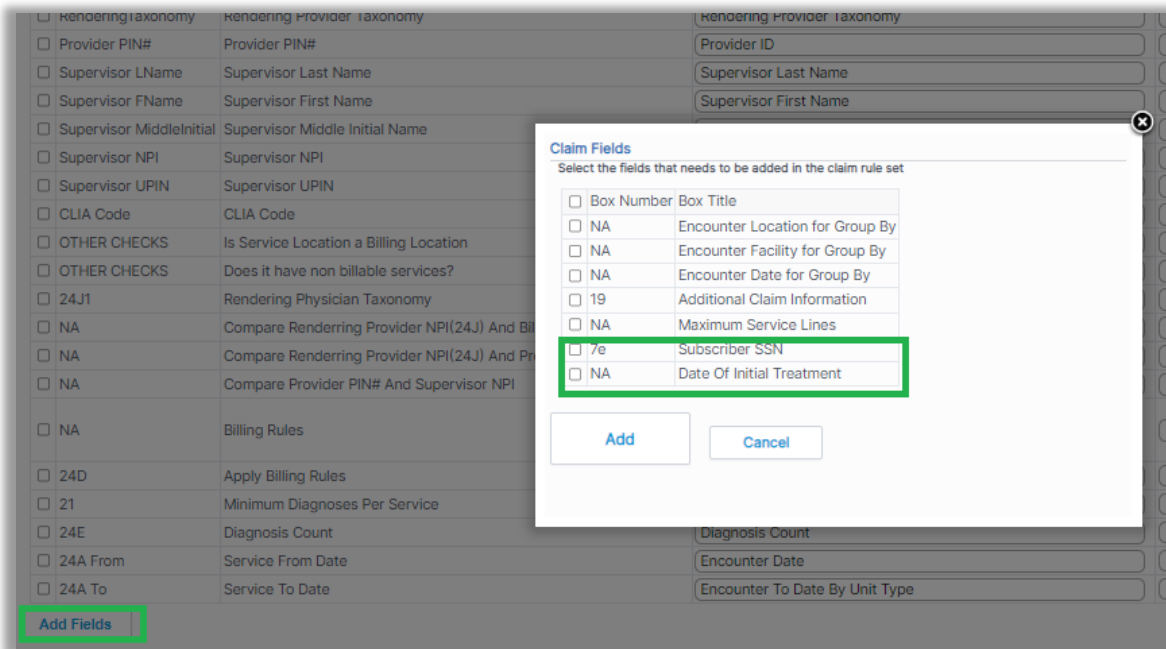 RenderingTaxonomy Rendering Provider Taxonomy Rendering Provider Taxonomy
Provider PIN# Provider PIN# Provider ID
Supervisor LName Supervisor Last Name Supervisor Last Name
Supervisor FName Supervisor First Name Supervisor First Name
Supervisor MiddleInitial Supervisor Middle Initial Name
Supervisor NPI Supervisor NPI
Supervisor UPIN Supervisor UPIN
CLIA Code CLIA Code
OTHER CHECKS Is Service Location a Billing Location
OTHER CHECKS Does it have non billable services?
24J1 Rendering Physician Taxonomy
NA Compare Renderring Provider NPI(24J) And
NA Compare Renderring Provider NPI(24J) And
NA Compare Provider PIN# And Supervisor NPI
NA Billing Rules
24D Apply Billing Rules
21 Minimum Diagnoses Per Service
24E Diagnosis Count Diagnosis Count
24A From Service From Date Encounter Date
24A To Service To Date Encounter To Date By Unit Type
Add Fields
Claim Fields
Select the fields that needs to be added in the claim rule set
Box Number Box Title
NA Encounter Location for Group By
NA Encounter Facility for Group By
NA Encounter Date for Group By
19 Additional Claim Information
NA Maximum Service Lines
7e Subscriber SSN
NA Date Of Initial Treatment
Add Cancel